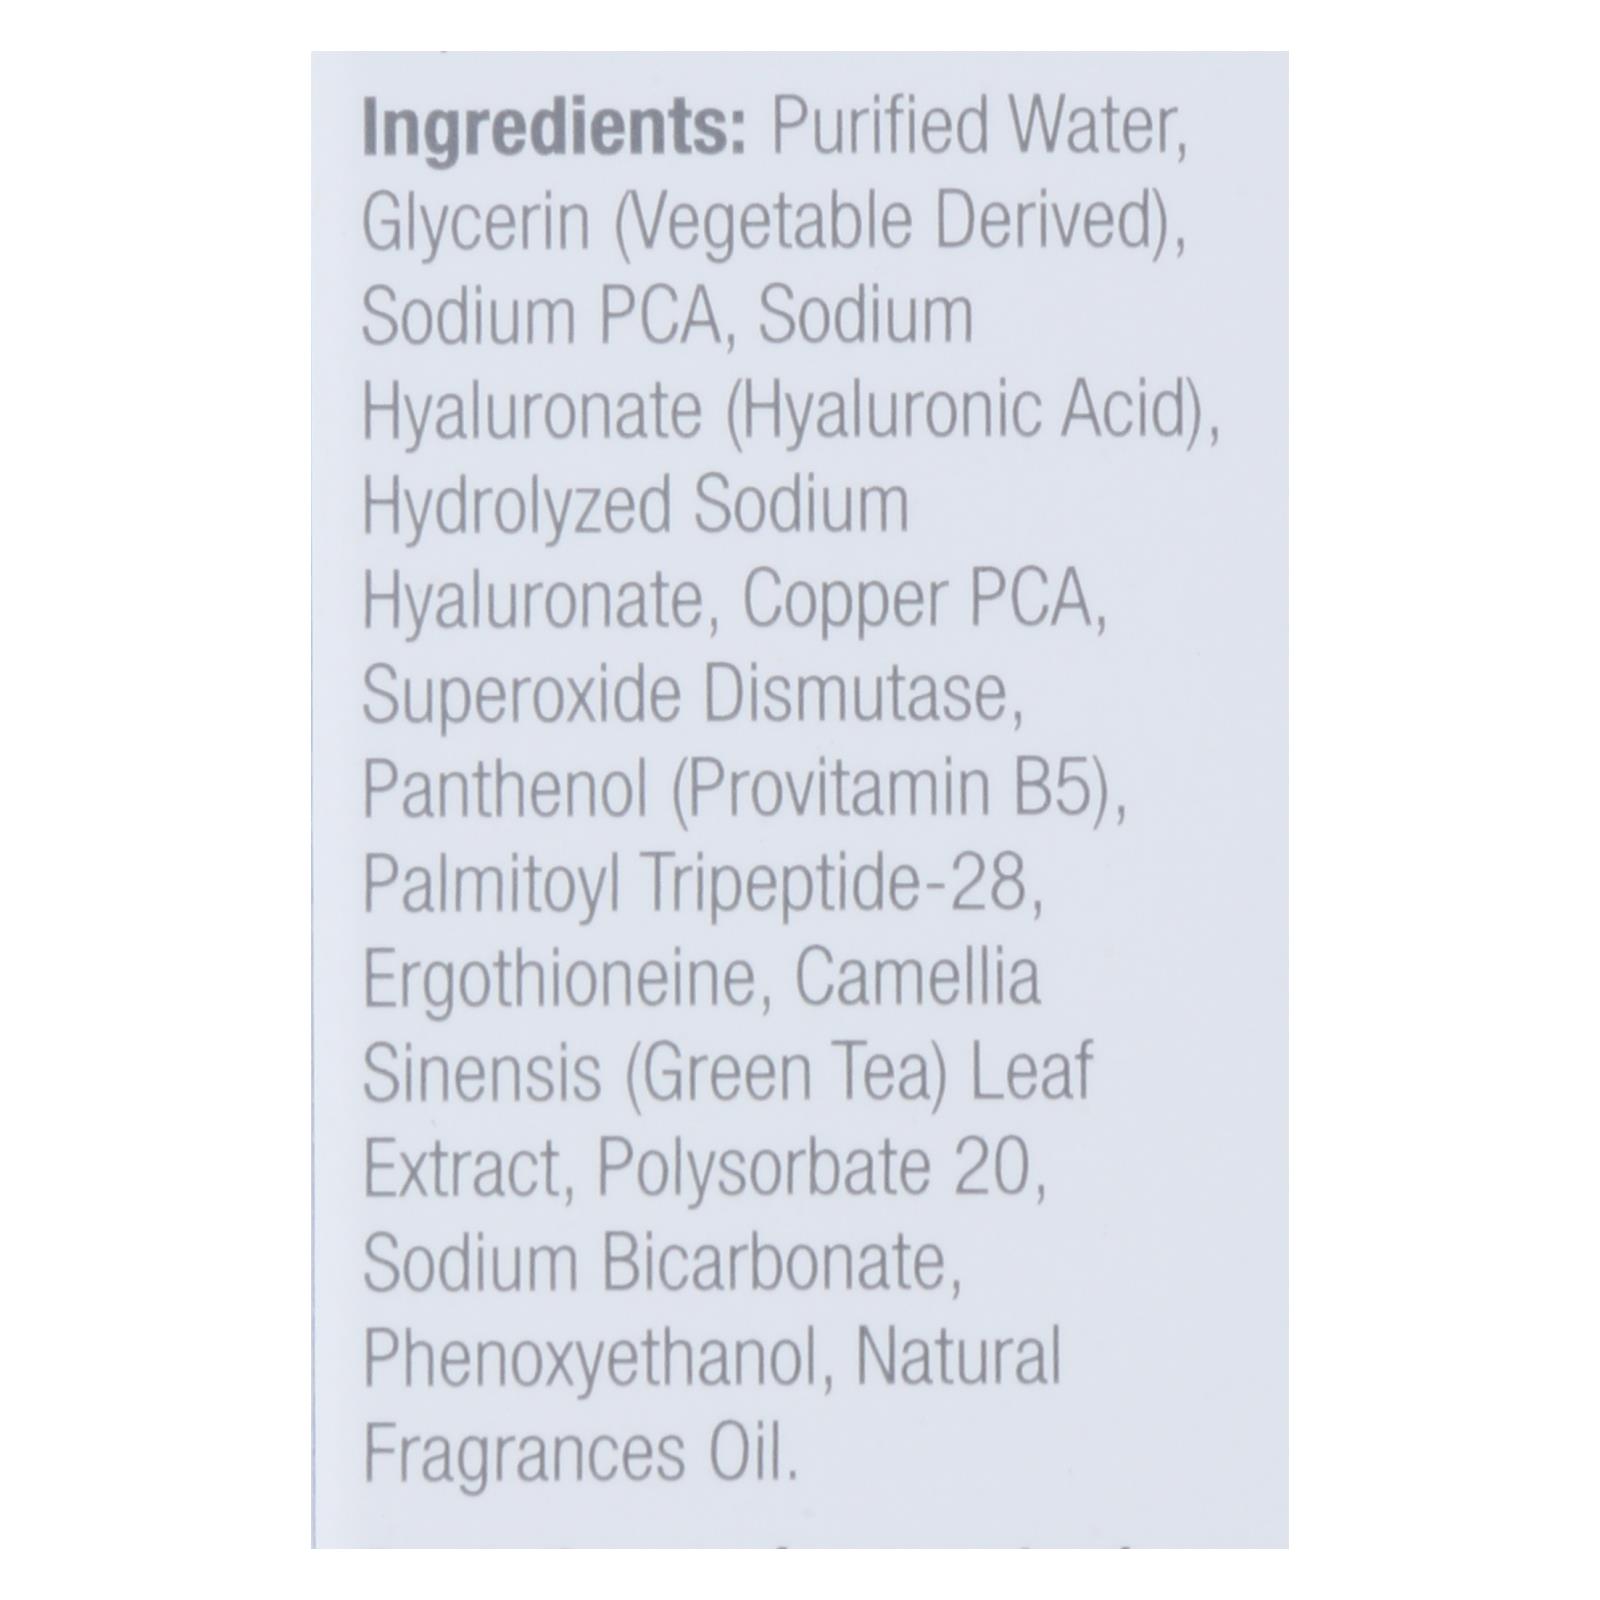 Ingredients: Purified Water,
Glycerin (Vegetable Derived),
Sodium PCA, Sodium
Hyaluronate (Hyaluronic Acid),
Hydrolyzed Sodium
Hyaluronate, Copper PCA,
Superoxide Dismutase,
Panthenol (Provitamin B5),
Palmitoyl Tripeptide-28,
Ergothioneine, Camellia
Sinensis (Green Tea) Leaf
Extract, Polysorbate 20,
Sodium Bicarbonate,
Phenoxyethanol, Natural
Fragrances Oil.